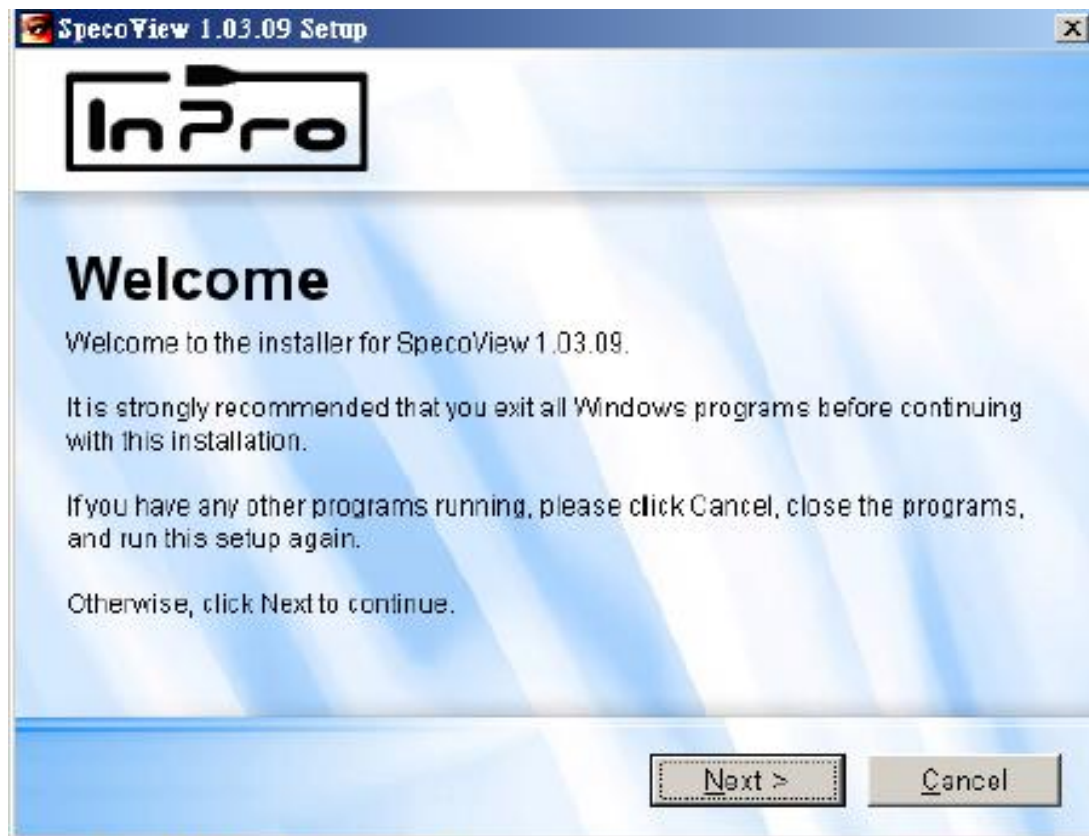 SpecoView 1.03.09 Setup
InPro
Welcome
Welcome to the installer for SpecoView 1.03.09.
It is strongly recommended that you exit all Windows programs before continuing
with this installation.
If you have any other programs running, please click Cancel, close the programs,
and run this setup again.
Otherwise, click Next to continue.
Next >
Cancel